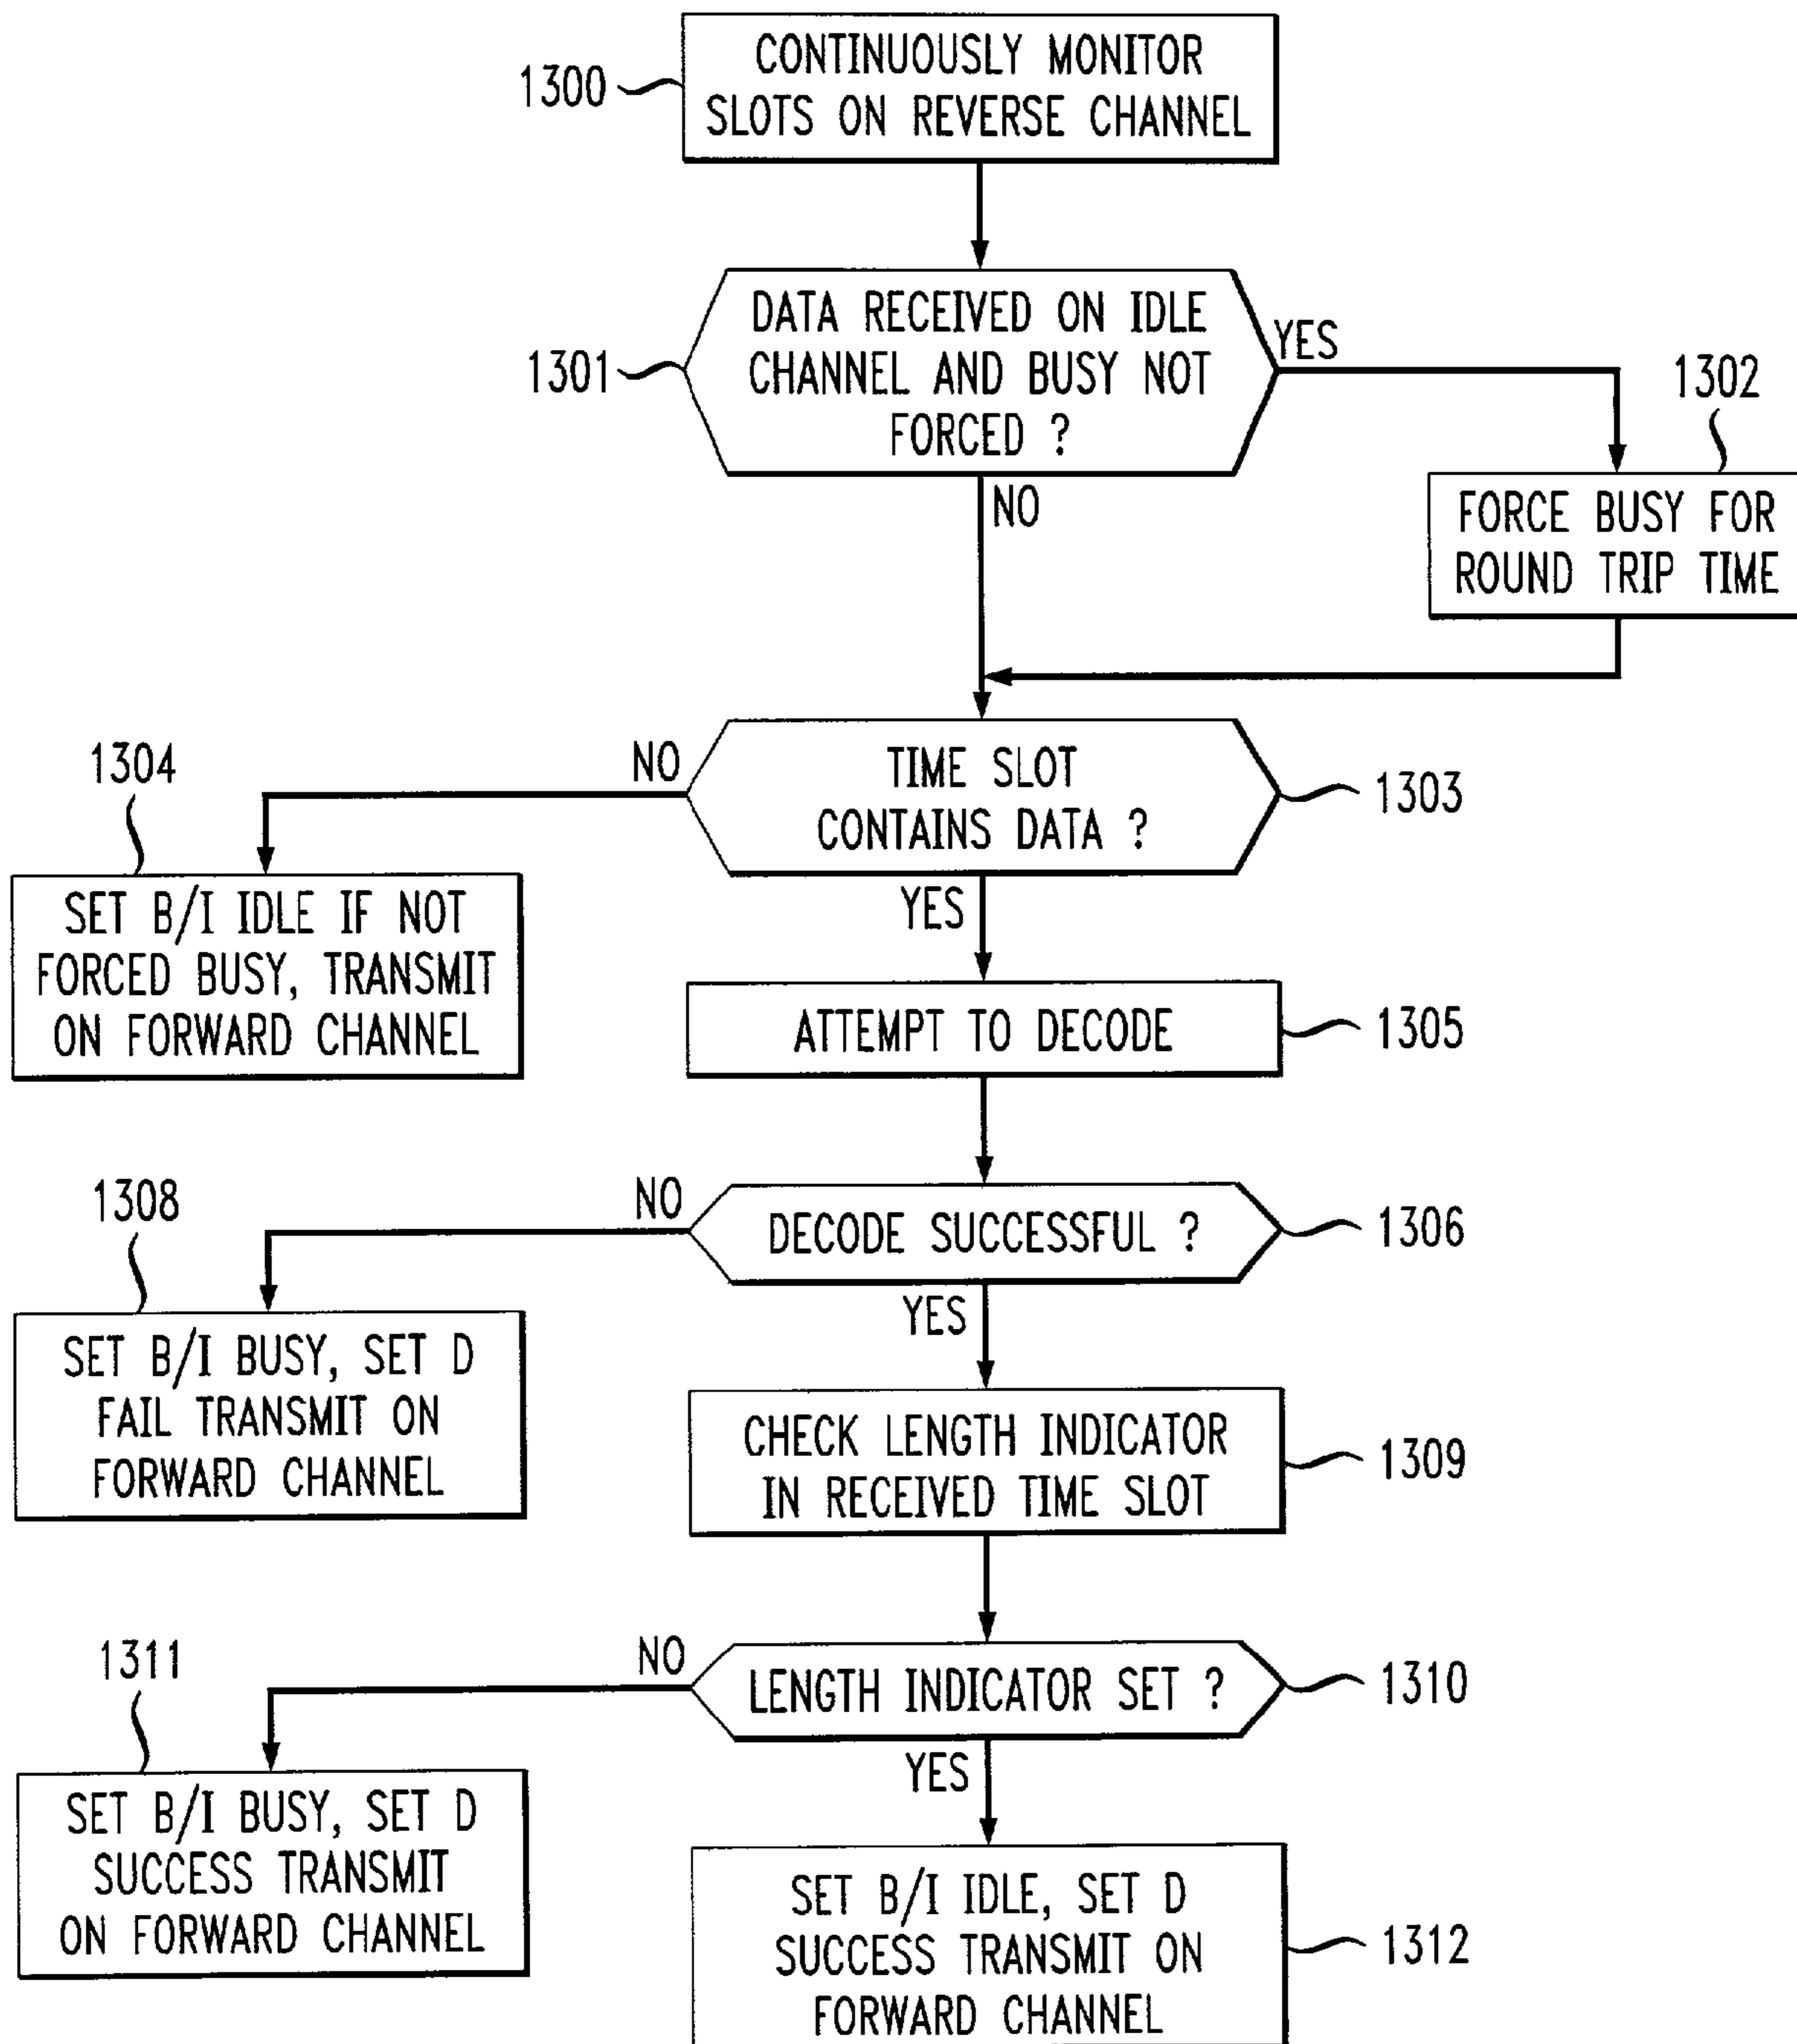 CONTINUOUSLY MONITOR
SLOTS ON REVERSE CHANNEL
1300
DATA RECEIVED ON IDLE
CHANNEL AND BUSY NOT
FORCED ?
1301
YES
1302
NO
FORCE BUSY FOR
ROUND TRIP TIME
1304
NO
TIME SLOT
CONTAINS DATA ?
1303
SET B/I IDLE IF NOT
FORCED BUSY, TRANSMIT
ON FORWARD CHANNEL
YES
ATTEMPT TO DECODE
1305
1308
NO
DECODE SUCCESSFUL ?
1306
SET B/I BUSY, SET D
FAIL TRANSMIT ON
FORWARD CHANNEL
YES
CHECK LENGTH INDICATOR
IN RECEIVED TIME SLOT
1309
1311
NO
LENGTH INDICATOR SET ?
1310
SET B/I BUSY, SET D
SUCCESS TRANSMIT
ON FORWARD CHANNEL
YES
SET B/I IDLE, SET D
SUCCESS TRANSMIT ON
FORWARD CHANNEL
1312